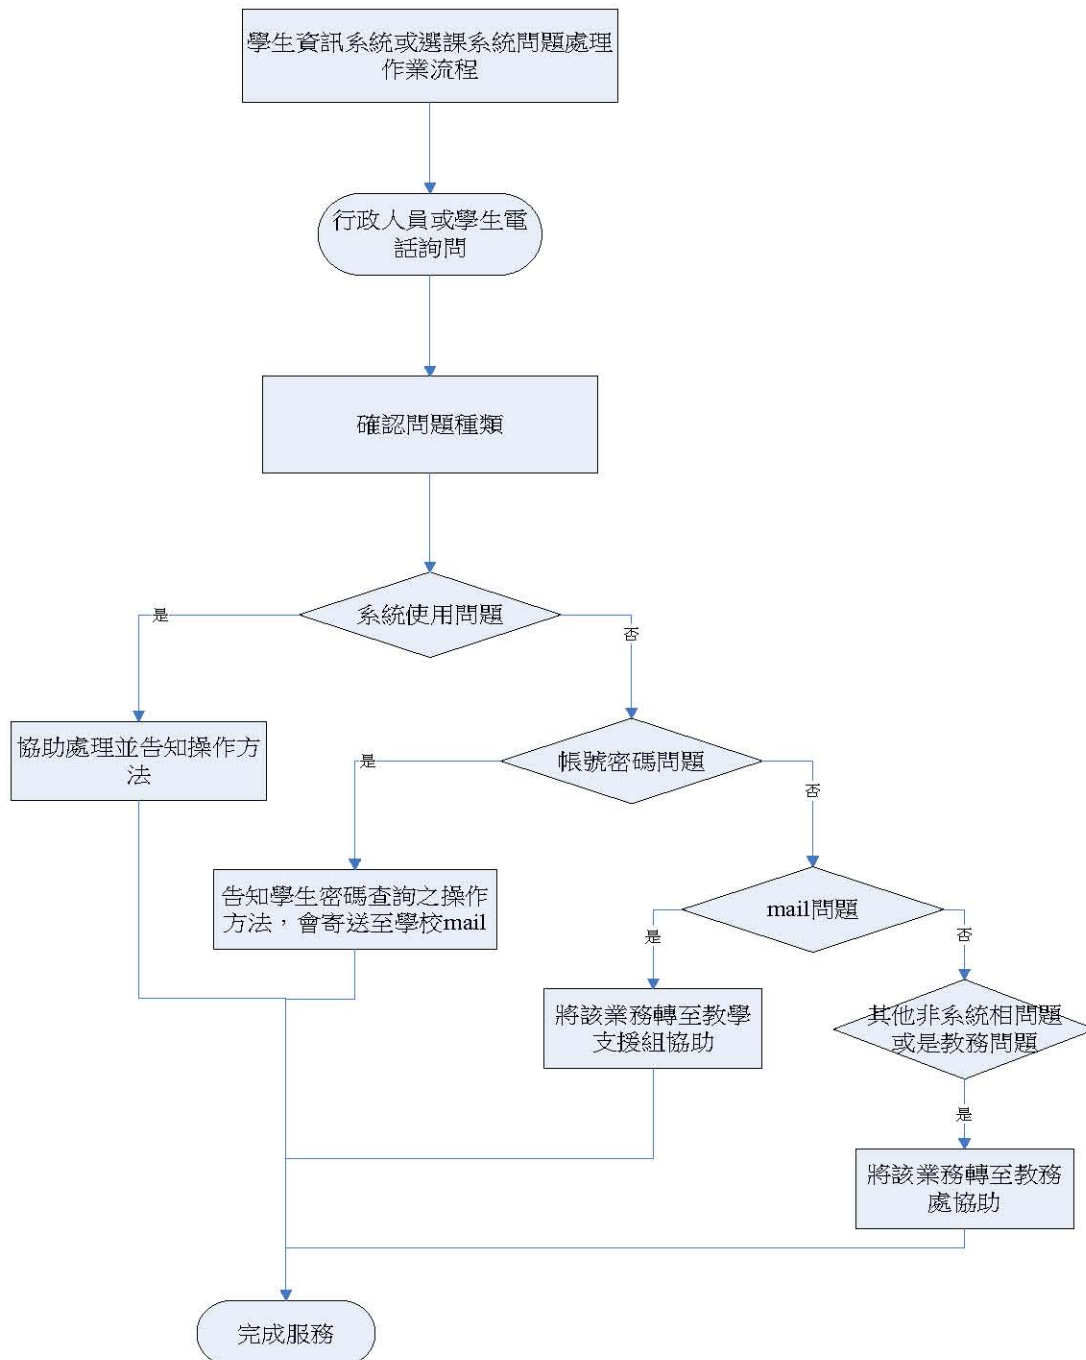 學生資訊系統或選課系統問題處理
作業流程
行政人員或學生電
話詢問
確認問題種類
系統使用問題
是
否
協助處理並告知操作方
法
帳號密碼問題
是
否
告知學生密碼查詢之操作
方法，會寄送至學校mail
mail問題
是
否
將該業務轉至教學
支援組協助
其他非系統相問題
或是教務問題
是
將該業務轉至教務
處協助
完成服務